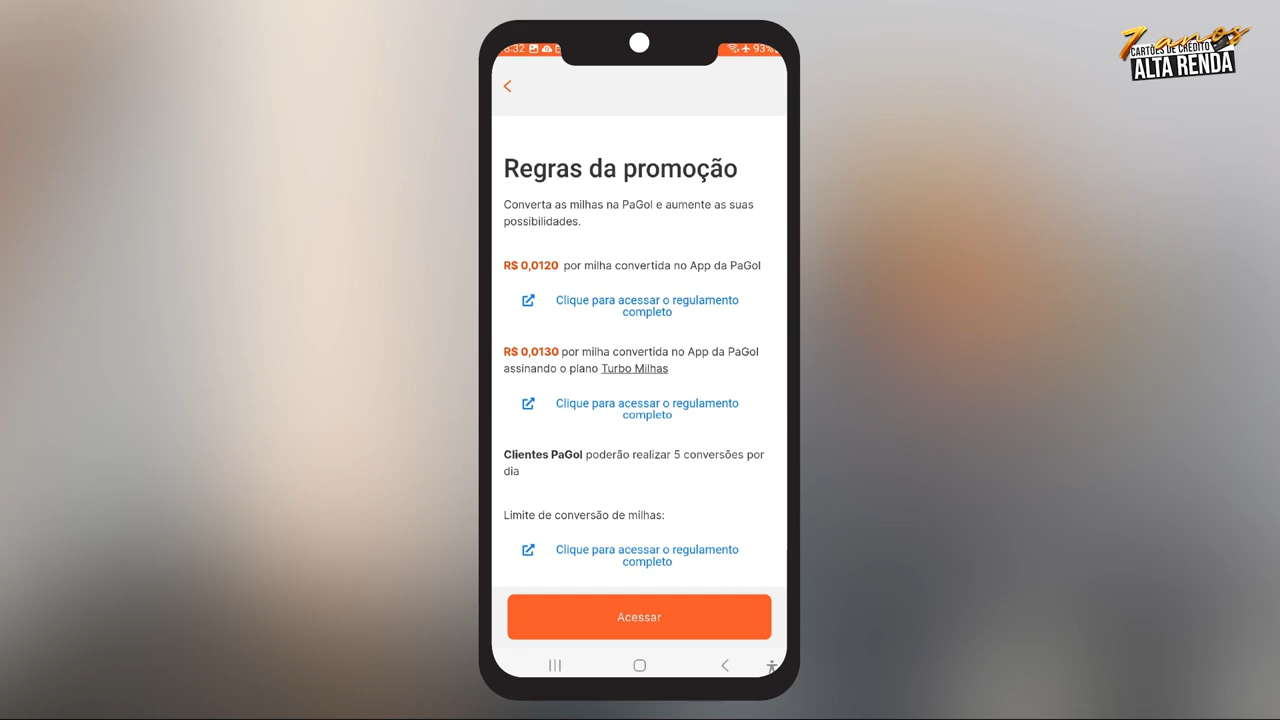 7 anos
CARTÕES DE CRÉDITO
ALTA RENDA
6:32
93%
Regras da promoção
Converta as milhas na PaGol e aumente as suas
possibilidades.
R$ 0,0120 por milha convertida no App da PaGol
Clique para acessar o regulamento
completo
R$ 0,0130 por milha convertida no App da PaGol
assinando o plano Turbo Milhas
Clique para acessar o regulamento
completo
Clientes PaGol poderão realizar 5 conversões por
dia
Limite de conversão de milhas:
Clique para acessar o regulamento
completo
Acessar